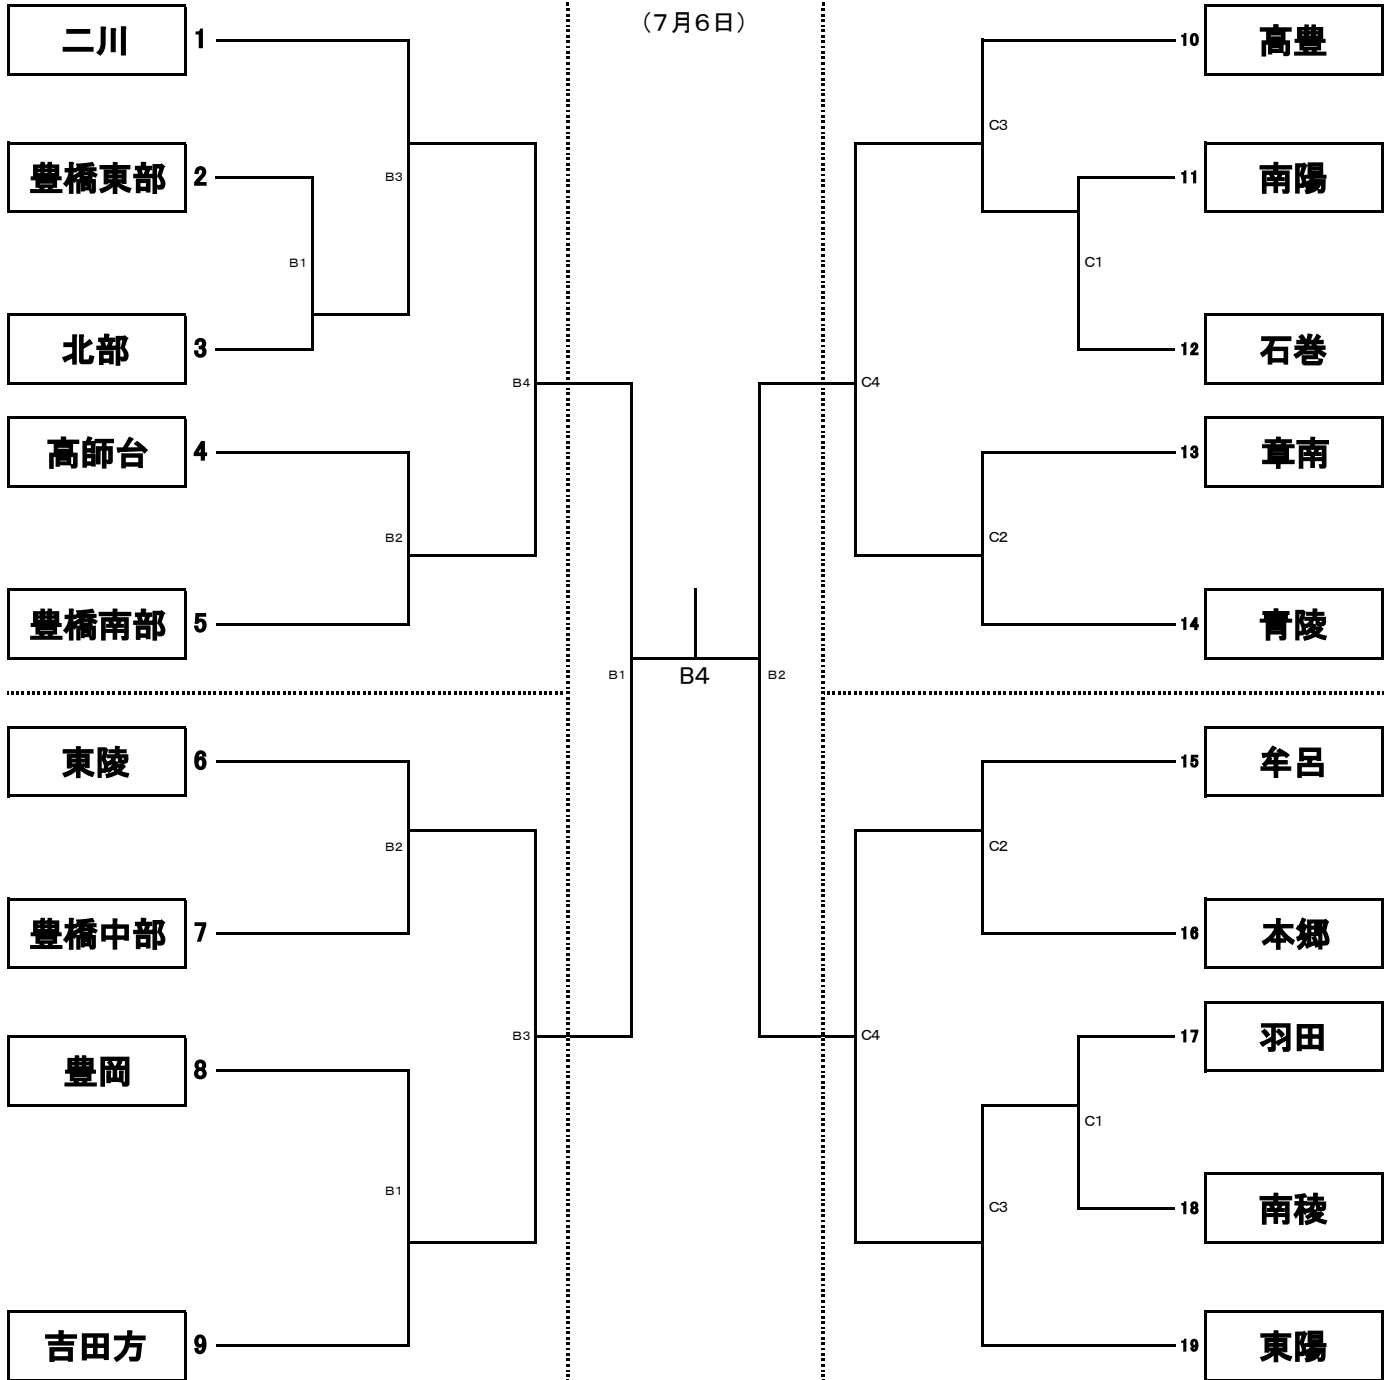 （７月６日）
二川 1
B3
豊橋東部 2
B1
北部 3
B4
高師台 4
B2
豊橋南部 5
B1
東陵 6
B2
豊橋中部 7
B3
豊岡 8
B1
吉田方 9
B4
10 高豊
C3
11 南陽
C1
12 石巻
C4
13 章南
C2
14 青陵
B2
15 牟呂
C2
16 本郷
C4
17 羽田
C1
18 南稜
C3
19 東陽